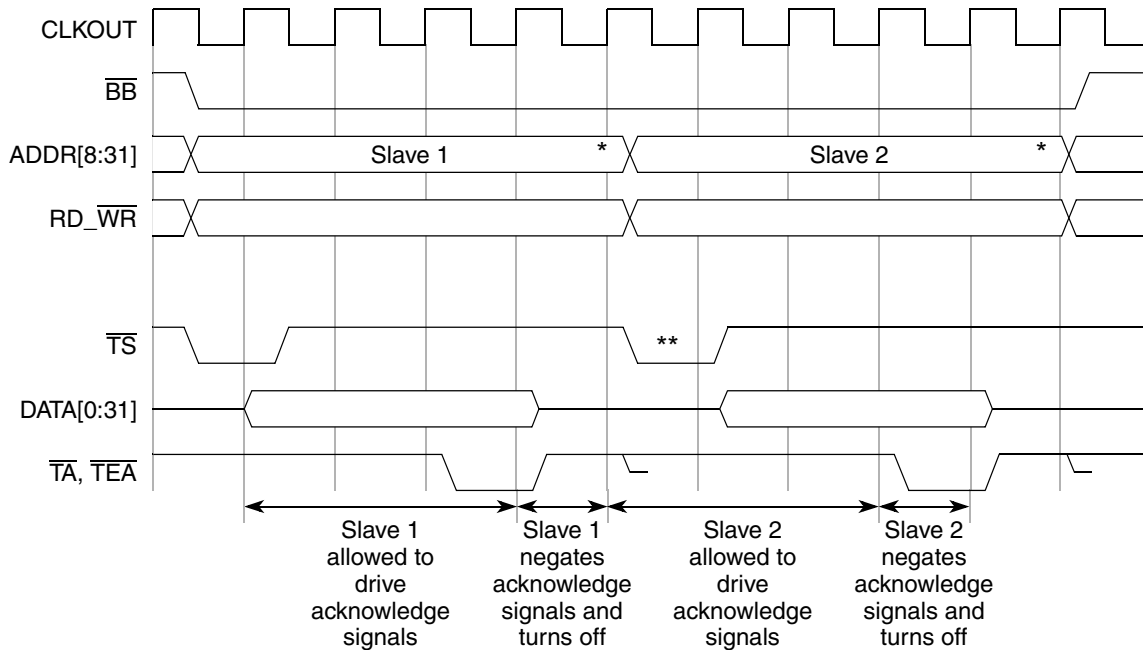 CLKOUT
BB
ADDR[8:31]
Slave 1
*
Slave 2
*
RD_WR
TS
**
DATA[0:31]
TA, TEA
Slave 1
allowed to
drive
acknowledge
signals
Slave 1
negates
acknowledge
signals and
turns off
Slave 2
allowed to
drive
acknowledge
signals
Slave 2
negates
acknowledge
signals and
turns off